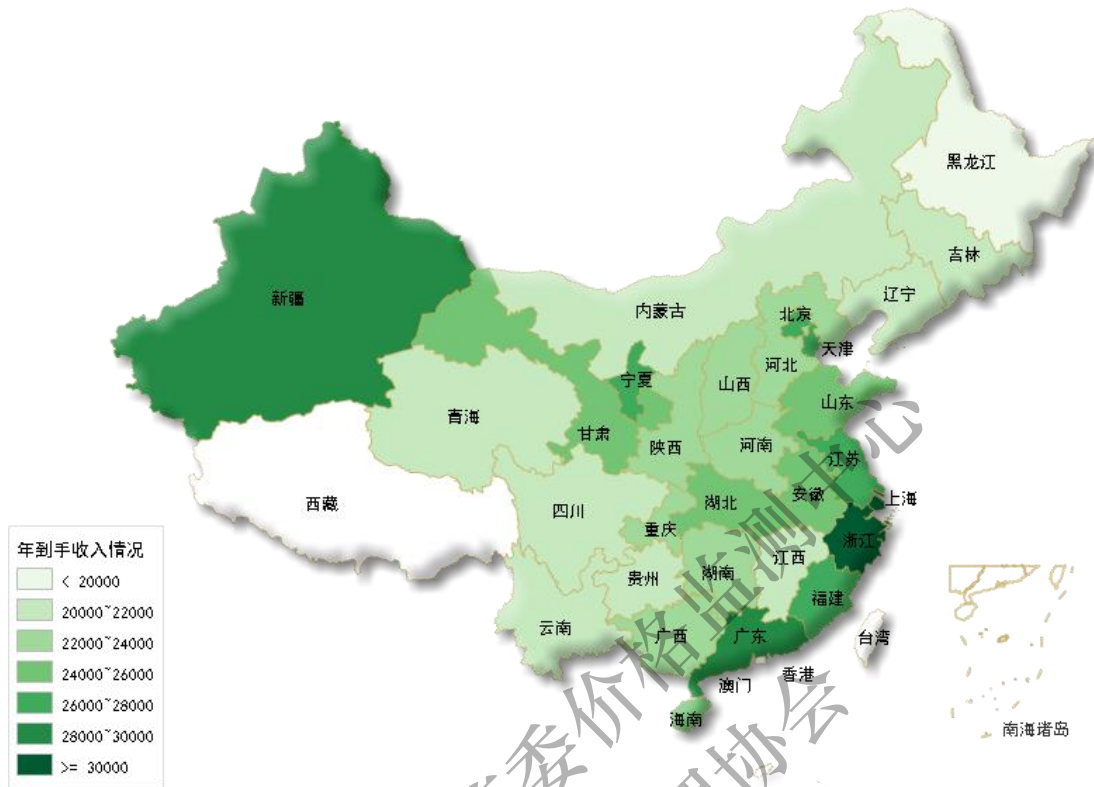 黑龙江
吉林
辽宁
新疆
内蒙古
北京
天津
河北
山西
宁夏
山东
青海
甘肃
陕西
河南
江苏
西藏
四川
湖北
安徽
上海
重庆
浙江
江西
贵州
湖南
福建
云南
广西
广东
台湾
香港
澳门
海南
南海诸岛
年到手收入情况
< 20000
20000~22000
22000~24000
24000~26000
26000~28000
28000~30000
>= 30000
委价格监测中心
协会